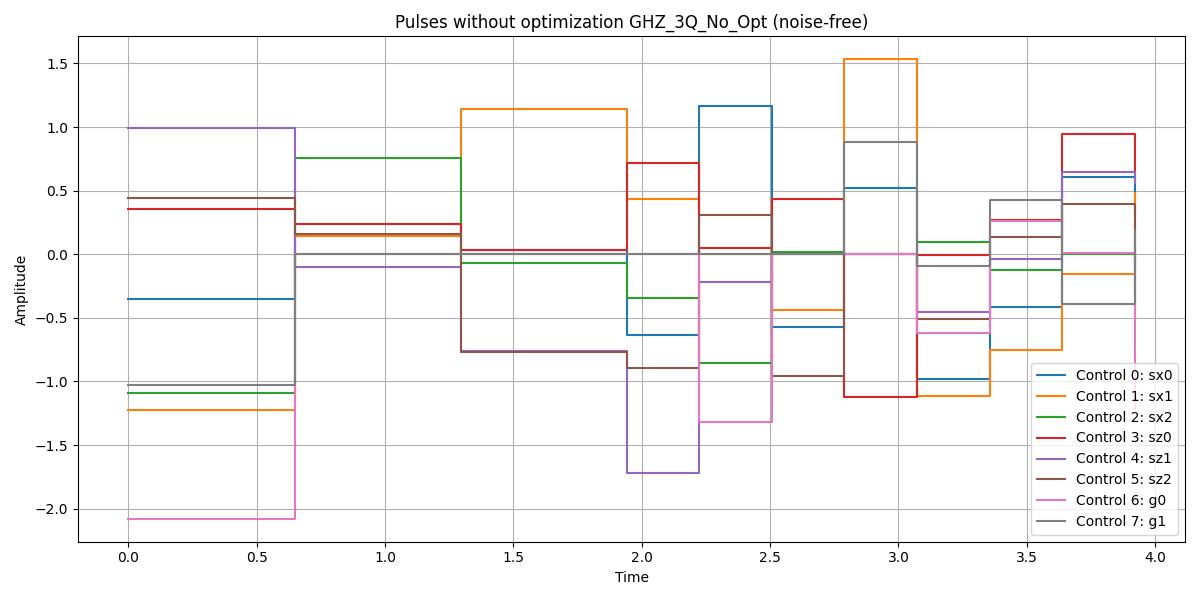 Pulses without optimization GHZ_3Q_No_Opt (noise-free)
1.5
1.0
0.5
0.0
−0.5
−1.0
−1.5
−2.0
Amplitude
Control 0: sx0
Control 1: sx1
Control 2: sx2
Control 3: sz0
Control 4: sz1
Control 5: sz2
Control 6: g0
Control 7: g1
0.0 0.5 1.0 1.5 2.0 2.5 3.0 3.5 4.0
Time